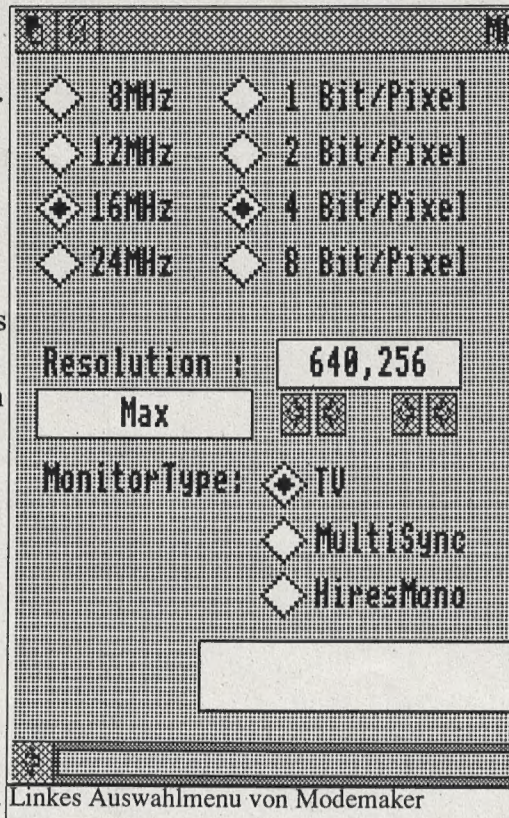 8MHz 1 Bit/Pixel
12MHz 2 Bit/Pixel
16MHz 4 Bit/Pixel
24MHz 8 Bit/Pixel
Resolution : 640,256
Max
MonitorType: TV
MultiSync
HiresMono
Linkes Auswahlmenu von Modemaker